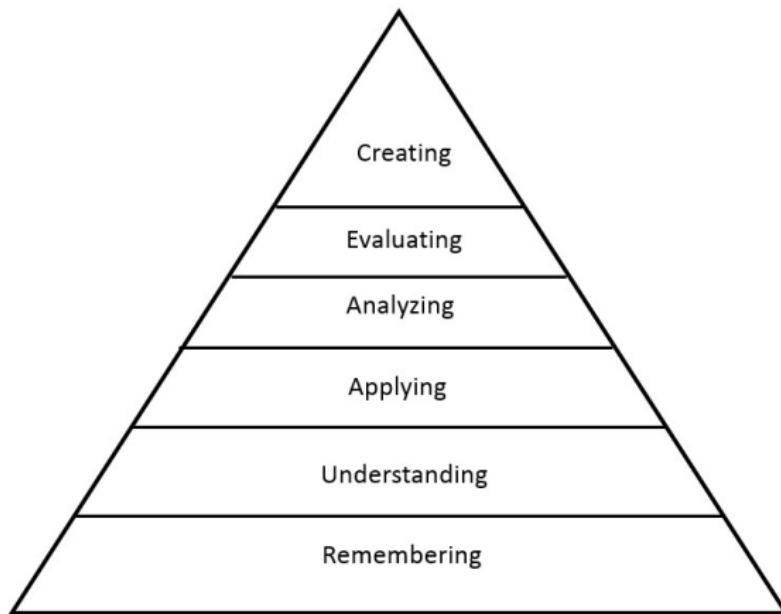 Creating
Evaluating
Analyzing
Applying
Understanding
Remembering